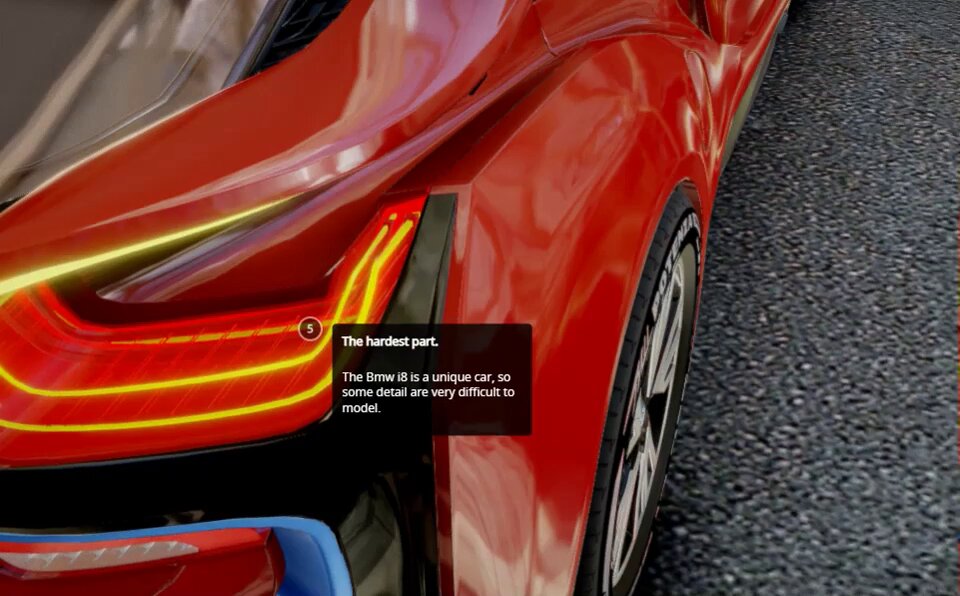 5
The hardest part.
The Bmw i8 is a unique car, so
some detail are very difficult to
model.